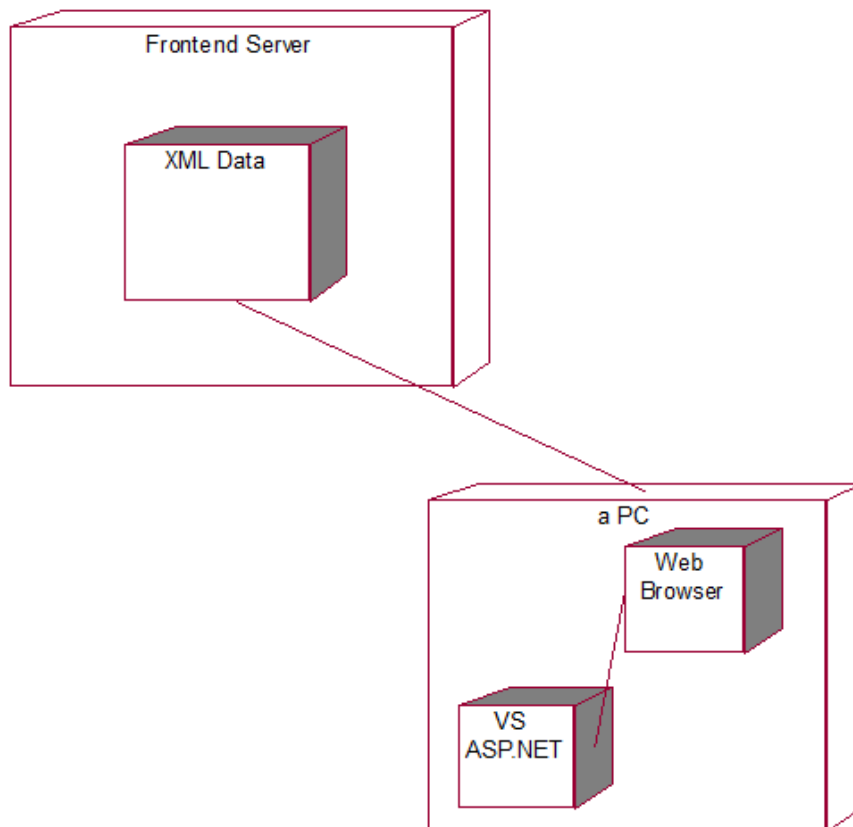 Frontend Server
XML Data
a PC
Web
Browser
VS
ASP.NET